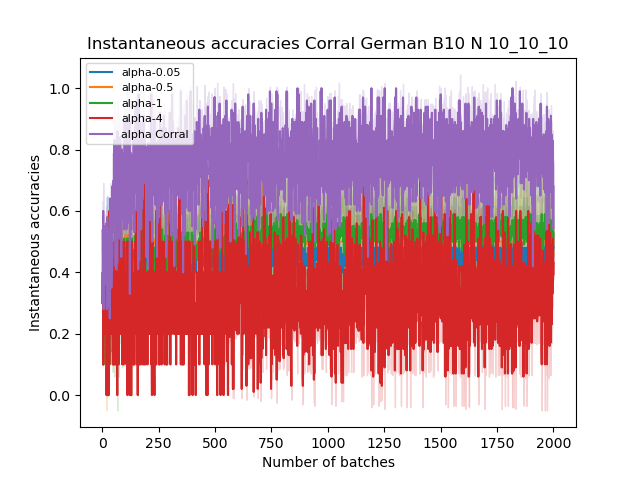 Instantaneous accuracies Corral German B10 N 10_10_10
alpha-0.05
alpha-0.5
alpha-1
alpha-4
alpha Corral
1.0
0.8
0.6
0.4
0.2
0.0
Instantaneous accuracies
0 250 500 750 1000 1250 1500 1750 2000
Number of batches